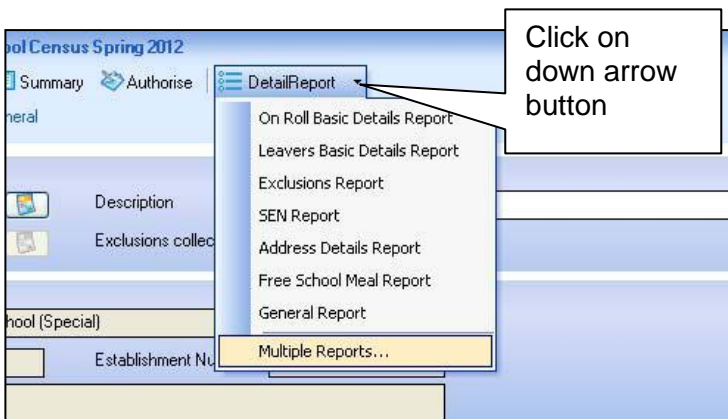 ool Census Spring 2012
Summary Authorise DetailReport
neral
Click on
down arrow
button
On Roll Basic Details Report
Leavers Basic Details Report
Exclusions Report
SEN Report
Address Details Report
Free School Meal Report
General Report
Multiple Reports...
Description
Exclusions collec
hool (Special)
Establishment Nu